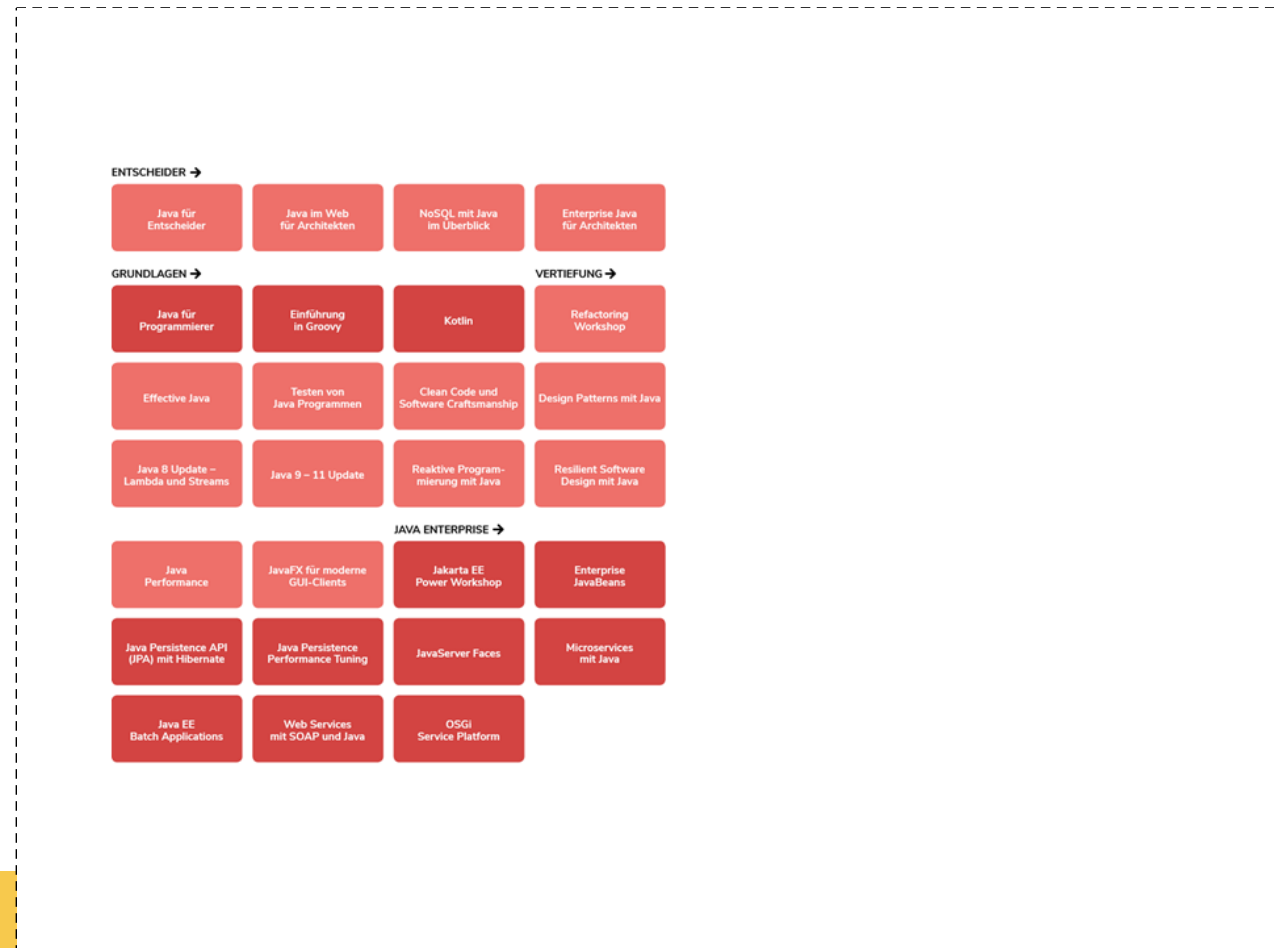 ENTSCHEIDER →
Java für
Entscheider
Java im Web
für Architekten
NoSQL mit Java
im Überblick
Enterprise Java
für Architekten
GRUNDLAGEN →
VERTIEFUNG →
Java für
Programmierer
Einführung
in Groovy
Kotlin
Refactoring
Workshop
Effective Java
Testen von
Java Programmen
Clean Code und
Software Craftsmanship
Design Patterns mit Java
Java 8 Update –
Lambda und Streams
Java 9 – 11 Update
Reaktive Program-
mierung mit Java
Resilient Software
Design mit Java
JAVA ENTERPRISE →
Java
Performance
JavaFX für moderne
GUI-Clients
Jakarta EE
Power Workshop
Enterprise
JavaBeans
Java Persistence API
(JPA) mit Hibernate
Java Persistence
Performance Tuning
JavaServer Faces
Microservices
mit Java
Java EE
Batch Applications
Web Services
mit SOAP und Java
OSGi
Service Platform